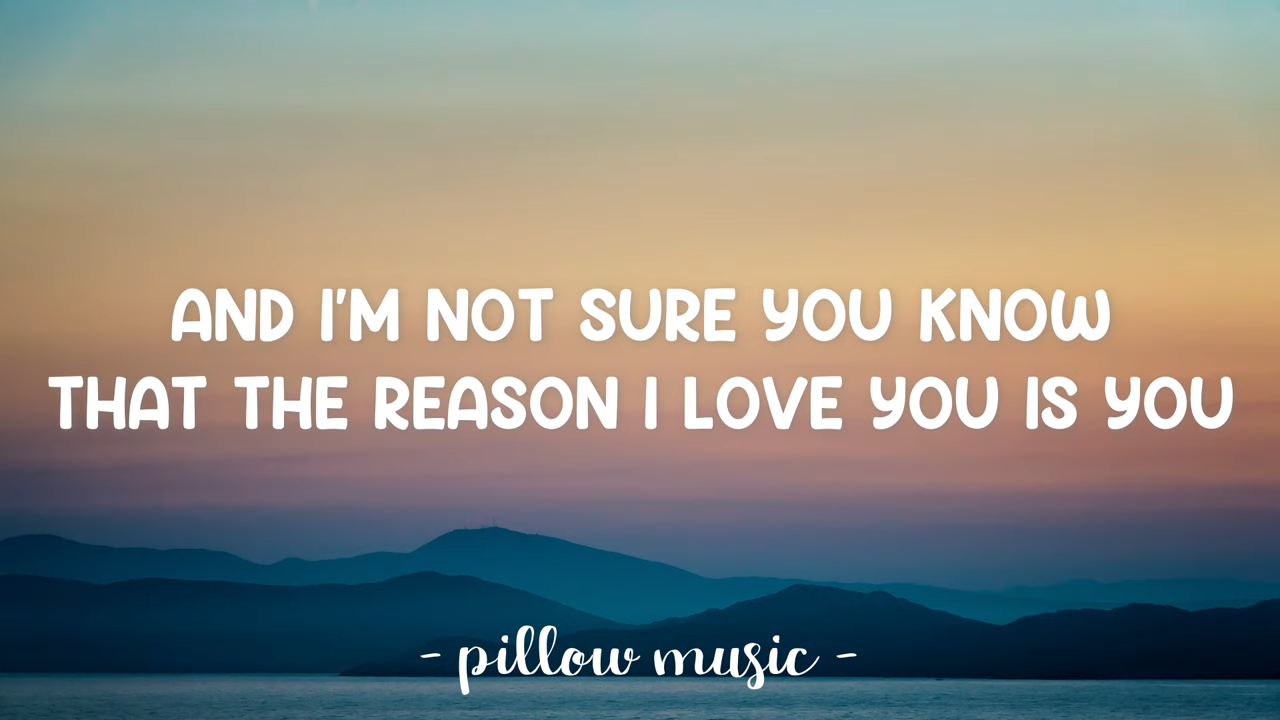 AND I'M NOT SURE YOU KNOW
THAT THE REASON I LOVE YOU IS YOU
- pillow music -